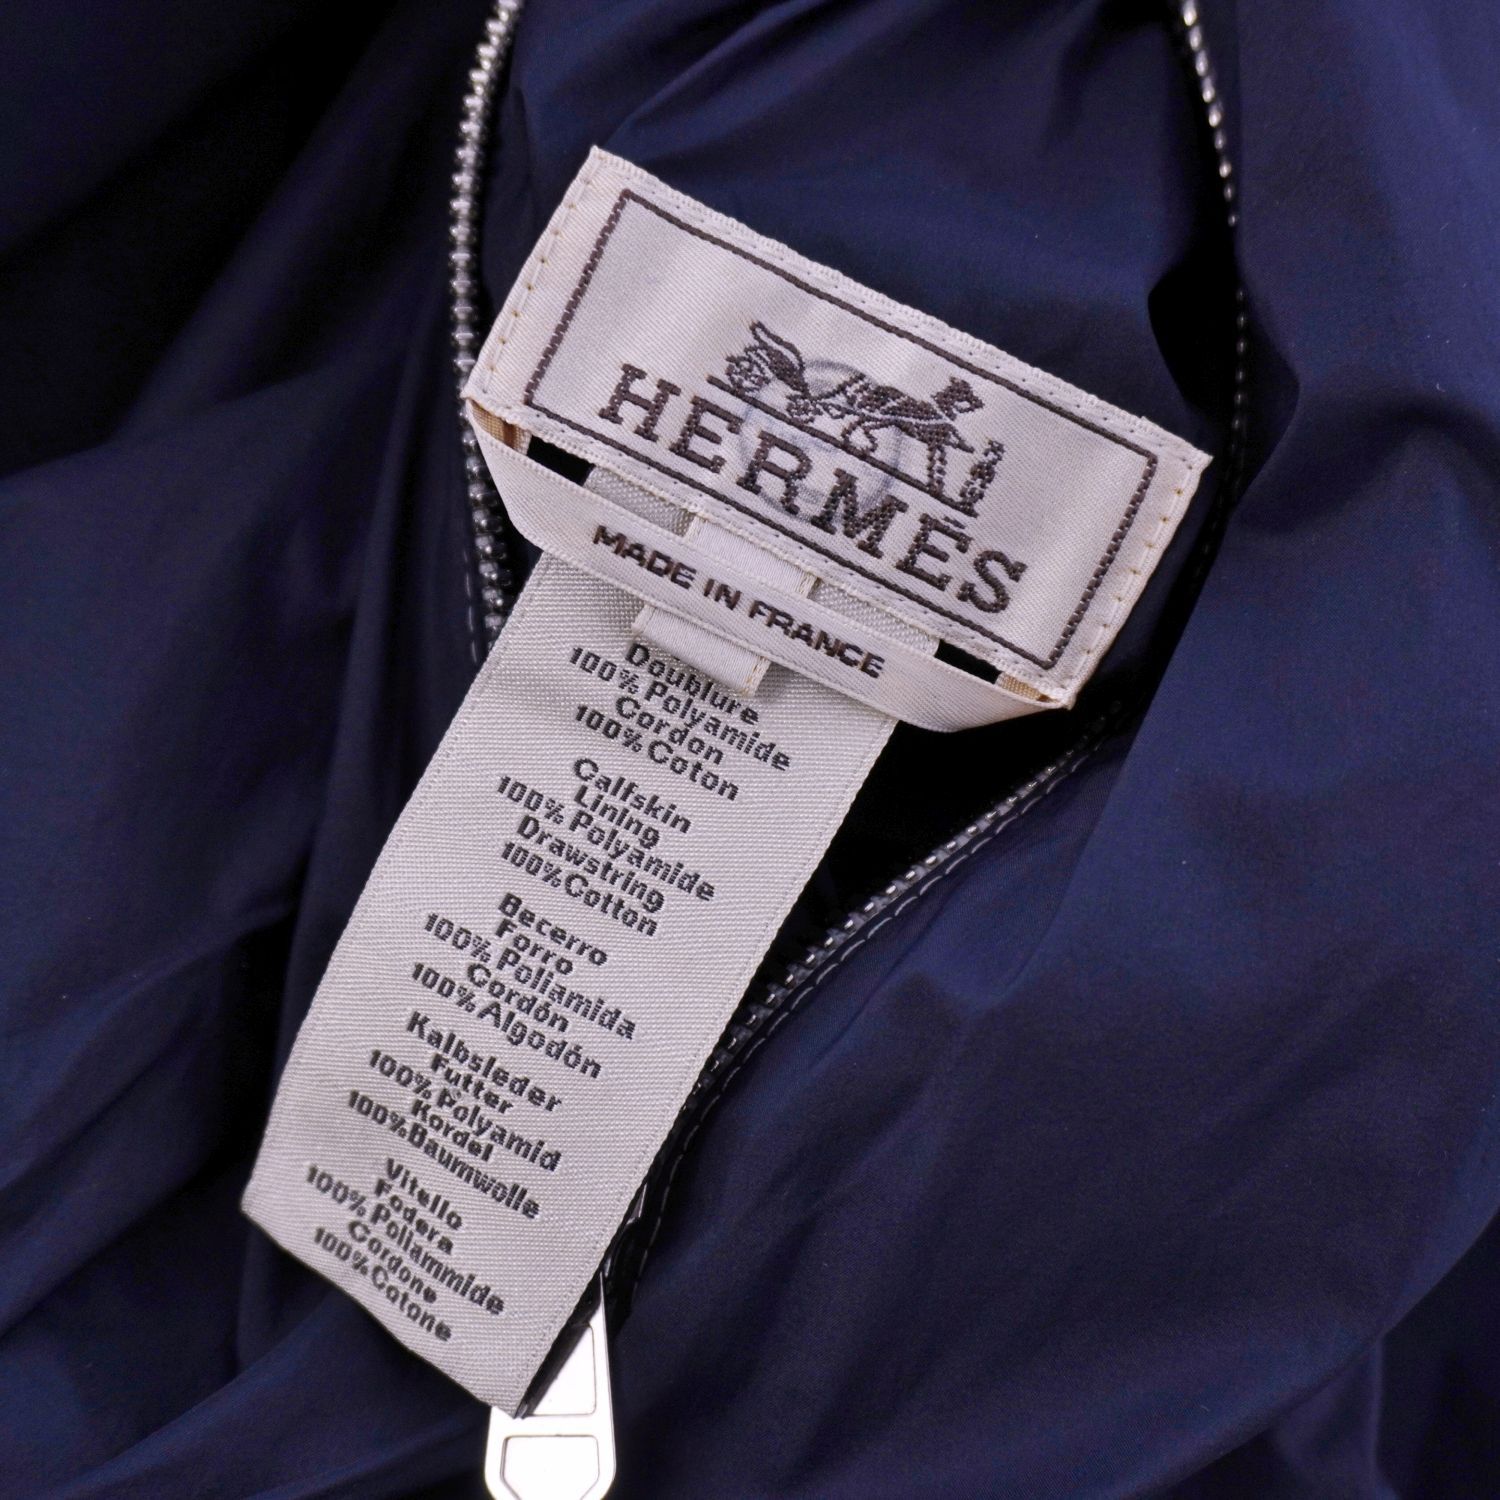 HERMÈS
MADE IN FRANCE
Doublure
100% Polyamide
Cordon
100% Coton
Calfskin
Lining
100% Polyamide
Drawstring
100% Cotton
Becerro
Forro
100% Poliamida
Cordón
100% Algodón
Kalbsleder
Futter
100% Polyamid
Kordel
100% Baumwolle
Vitello
Fodera
100% Poliammide
Cordone
100% Cotone